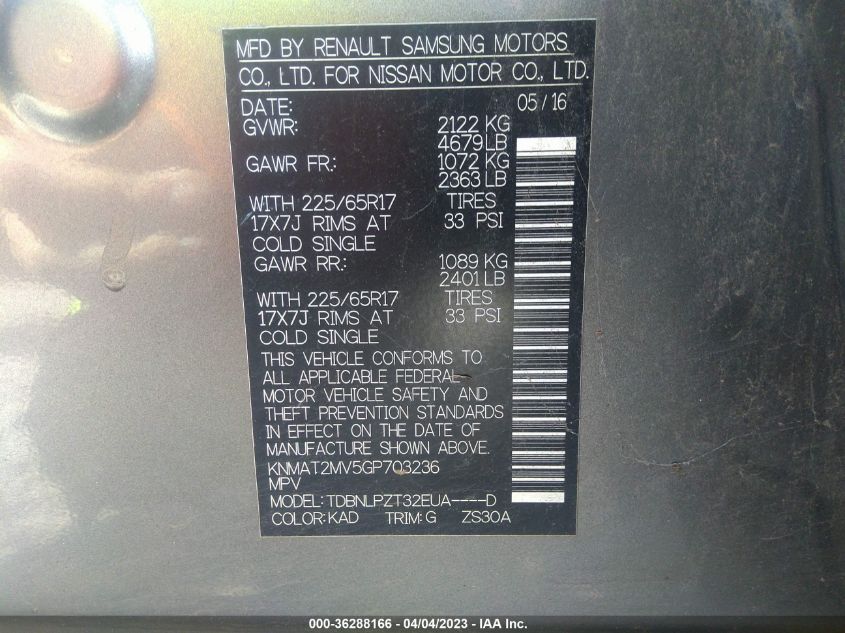 MFD BY RENAULT SAMSUNG MOTORS
CO., LTD. FOR NISSAN MOTOR CO., LTD.
DATE: 05 / 16
GVWR: 2122 KG
4679 LB
GAWR FR.: 1072 KG
2363 LB
WITH 225/65R17 TIRES
17X7J RIMS AT 33 PSI
COLD SINGLE
GAWR RR.: 1089 KG
2401 LB
WITH 225/65R17 TIRES
17X7J RIMS AT 33 PSI
COLD SINGLE
THIS VEHICLE CONFORMS TO
ALL APPLICABLE FEDERAL
MOTOR VEHICLE SAFETY AND
THEFT PREVENTION STANDARDS
IN EFFECT ON THE DATE OF
MANUFACTURE SHOWN ABOVE.
KNMAT2MV5GP703236
MPV
MODEL: TDBNLPZT32EUA----D
COLOR: KAD TRIM: G ZS30A
000-36288166 - 04/04/2023 - IAA Inc.